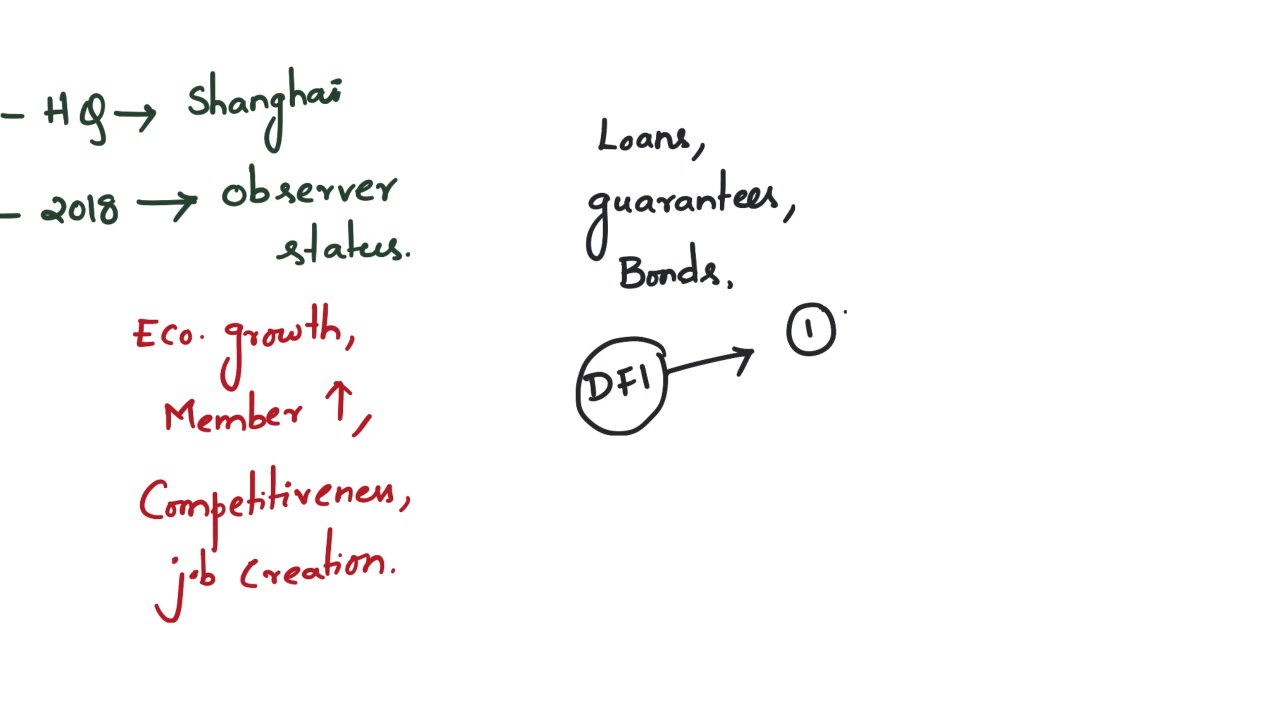 - HQ → Shanghai
- 2018 → observer
status.
Eco. growth,
Member ↑,
Competitiveness,
job creation.
Loans,
guarantees,
Bonds.
DFI → 1